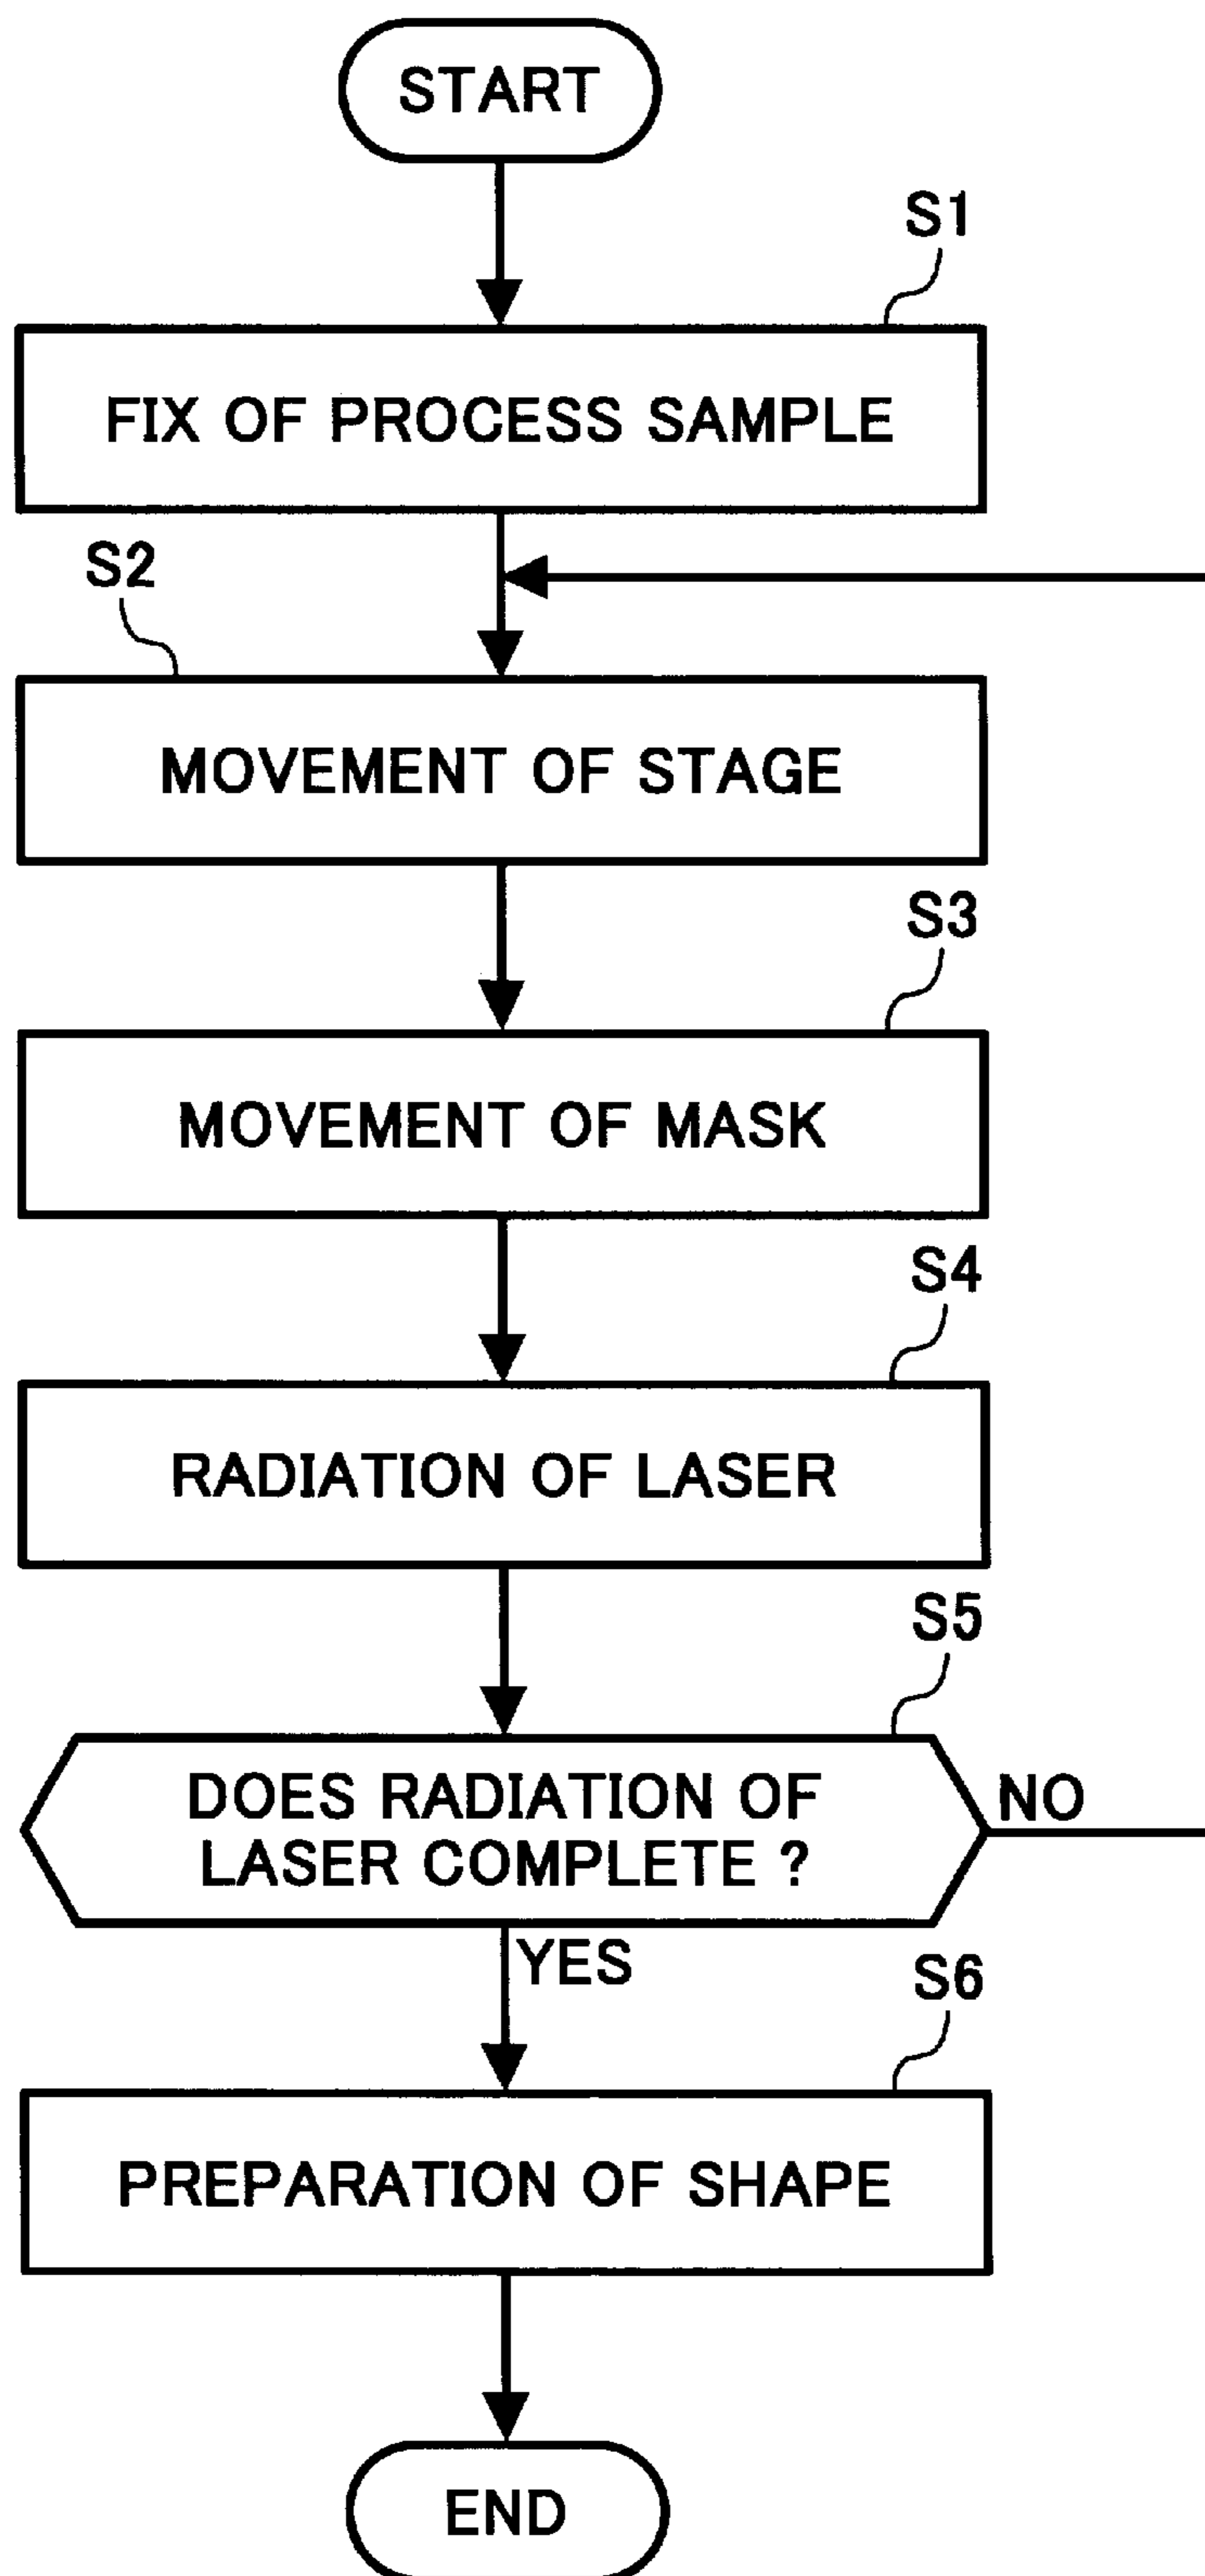 START
S1
FIX OF PROCESS SAMPLE
S2
MOVEMENT OF STAGE
S3
MOVEMENT OF MASK
S4
RADIATION OF LASER
S5
DOES RADIATION OF
LASER COMPLETE ?
NO
YES
S6
PREPARATION OF SHAPE
END